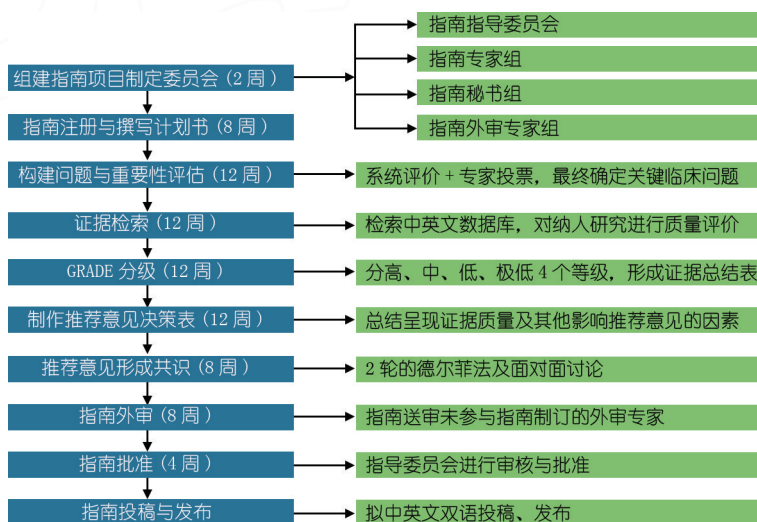 指南指导委员会
指南专家组
组建指南项目制定委员会（2 周）
指南秘书组
指南外审专家组
指南注册与撰写计划书（8 周）
构建问题与重要性评估（12 周）
系统评价 + 专家投票，最终确定关键临床问题
证据检索（12 周）
检索中英文数据库，对纳人研究进行质量评价
GRADE 分级（12 周）
分高、中、低、极低 4 个等级，形成证据总结表
制作推荐意见决策表（12 周）
总结呈现证据质量及其他影响推荐意见的因素
推荐意见形成共识（8 周）
2 轮的德尔菲法及面对面讨论
指南外审（8 周）
指南送审未参与指南制订的外审专家
指南批准（4 周）
指导委员会进行审核与批准
指南投稿与发布
拟中英文双语投稿、发布